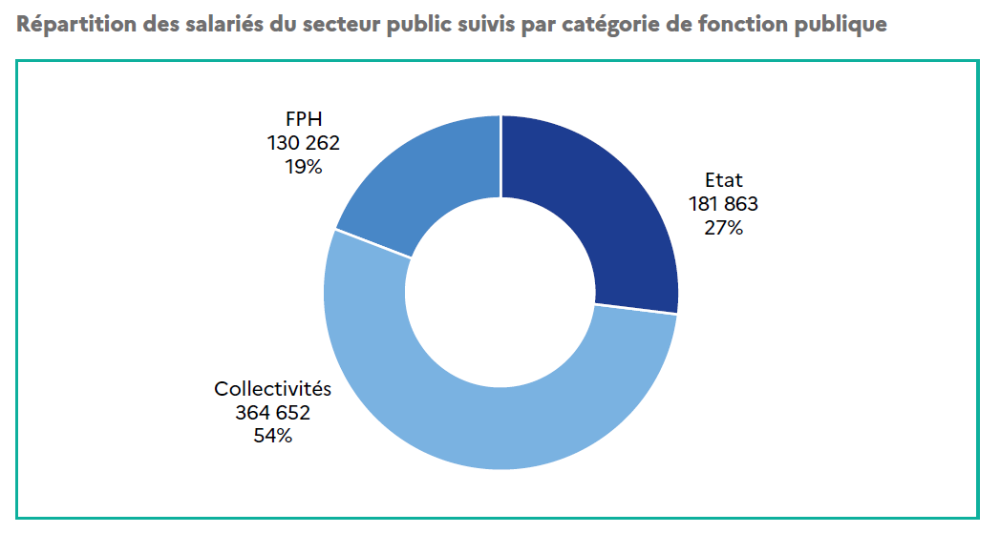 Répartition des salariés du secteur public suivis par catégorie de fonction publique
FPH
130 262
19%
Etat
181 863
27%
Collectivités
364 652
54%